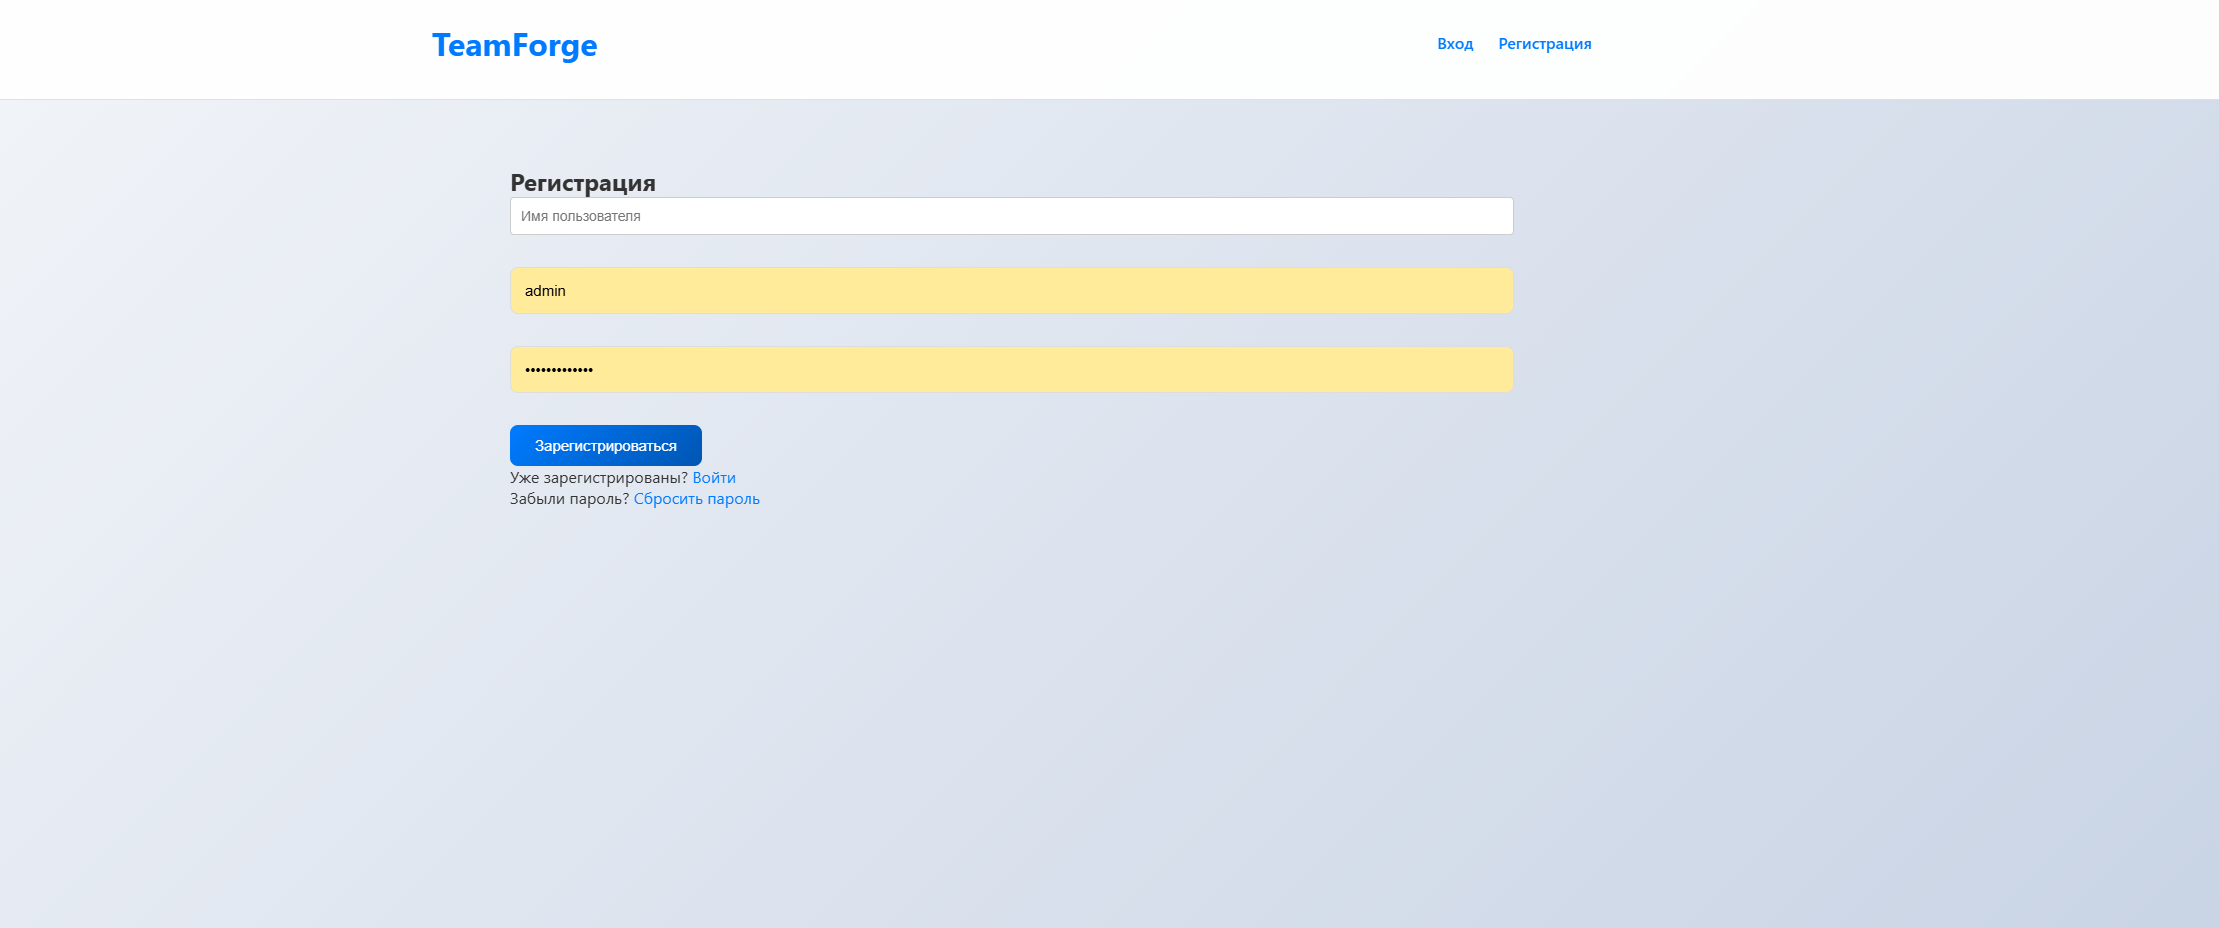 TeamForge
Вход Регистрация
Регистрация
Имя пользователя
admin
•••••••••••••
Зарегистрироваться
Уже зарегистрированы? Войти
Забыли пароль? Сбросить пароль